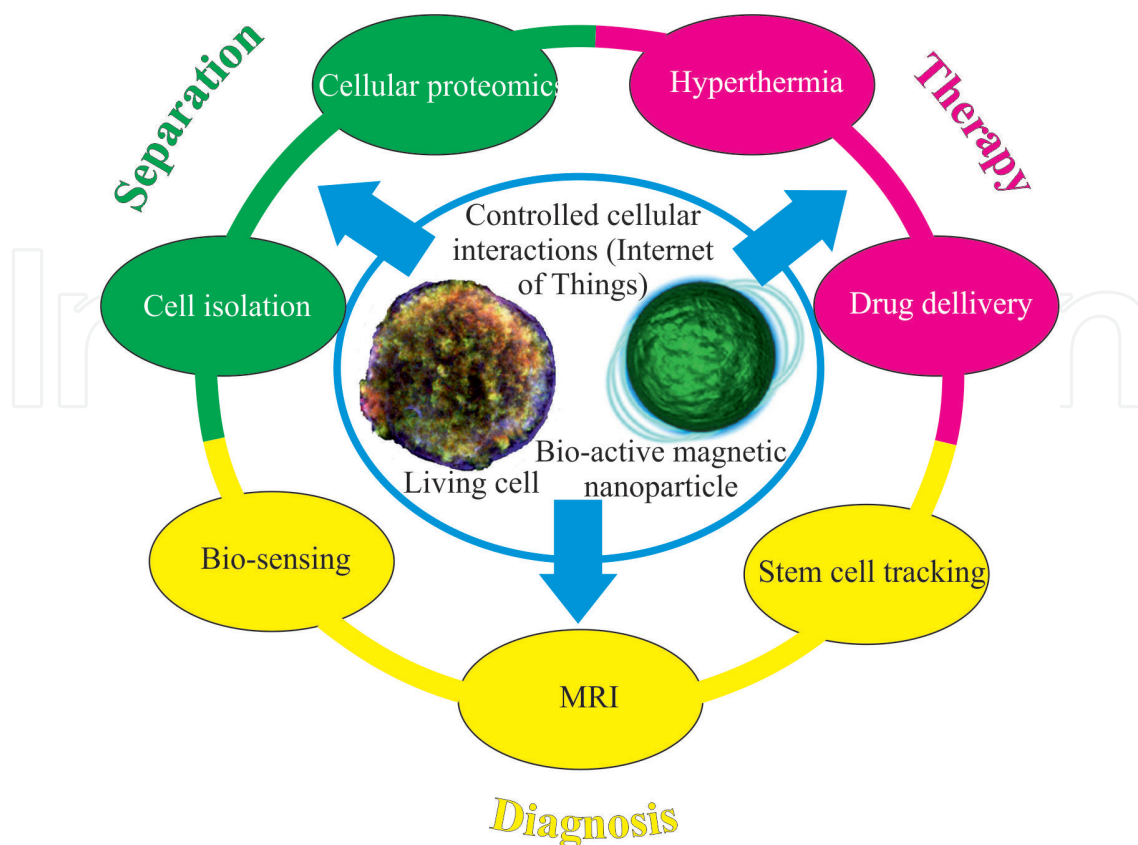 Separation
Therapy
Cellular proteomics
Hyperthermia
Controlled cellular
interactions (Internet
of Things)
Cell isolation
Drug dellivery
Living cell
Bio-active magnetic
nanoparticle
Bio-sensing
Stem cell tracking
MRI
Diagnosis